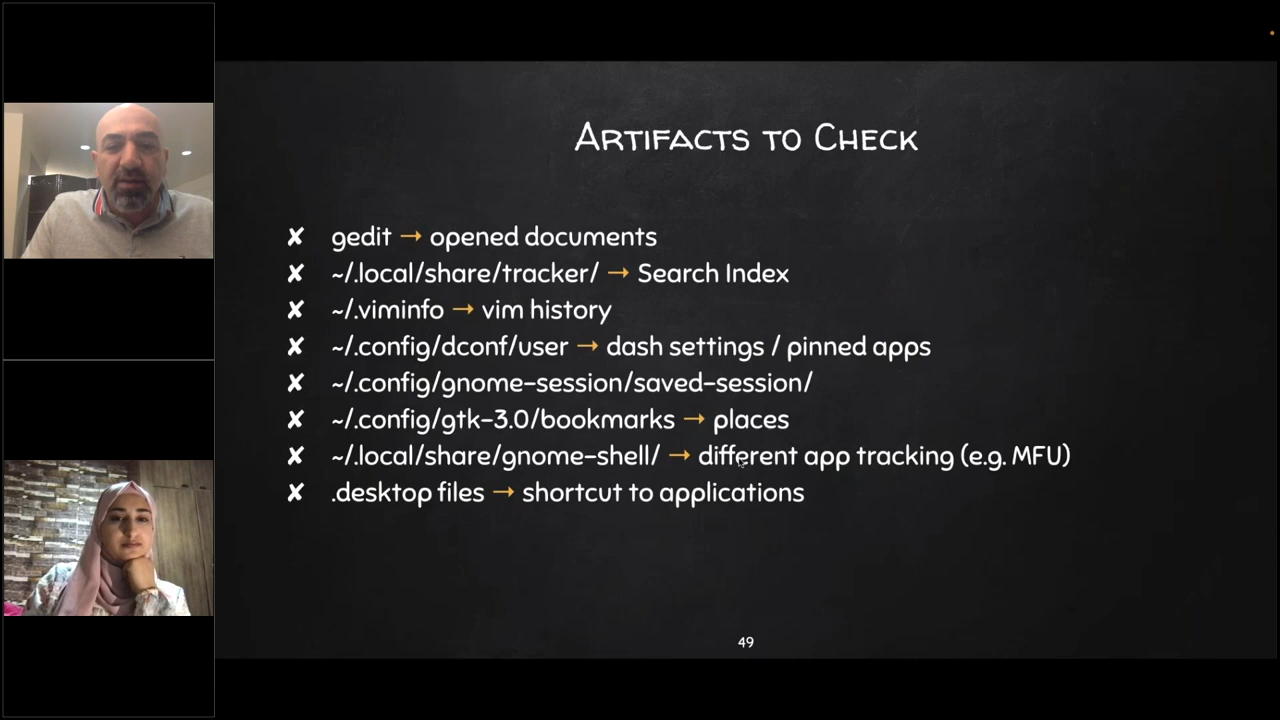 Artifacts to Check
✘ gedit → opened documents
✘ ~/.local/share/tracker/ → Search Index
✘ ~/.viminfo → vim history
✘ ~/.config/dconf/user → dash settings / pinned apps
✘ ~/.config/gnome-session/saved-session/
✘ ~/.config/gtk-3.0/bookmarks → places
✘ ~/.local/share/gnome-shell/ → different app tracking (e.g. MFU)
✘ .desktop files → shortcut to applications
49